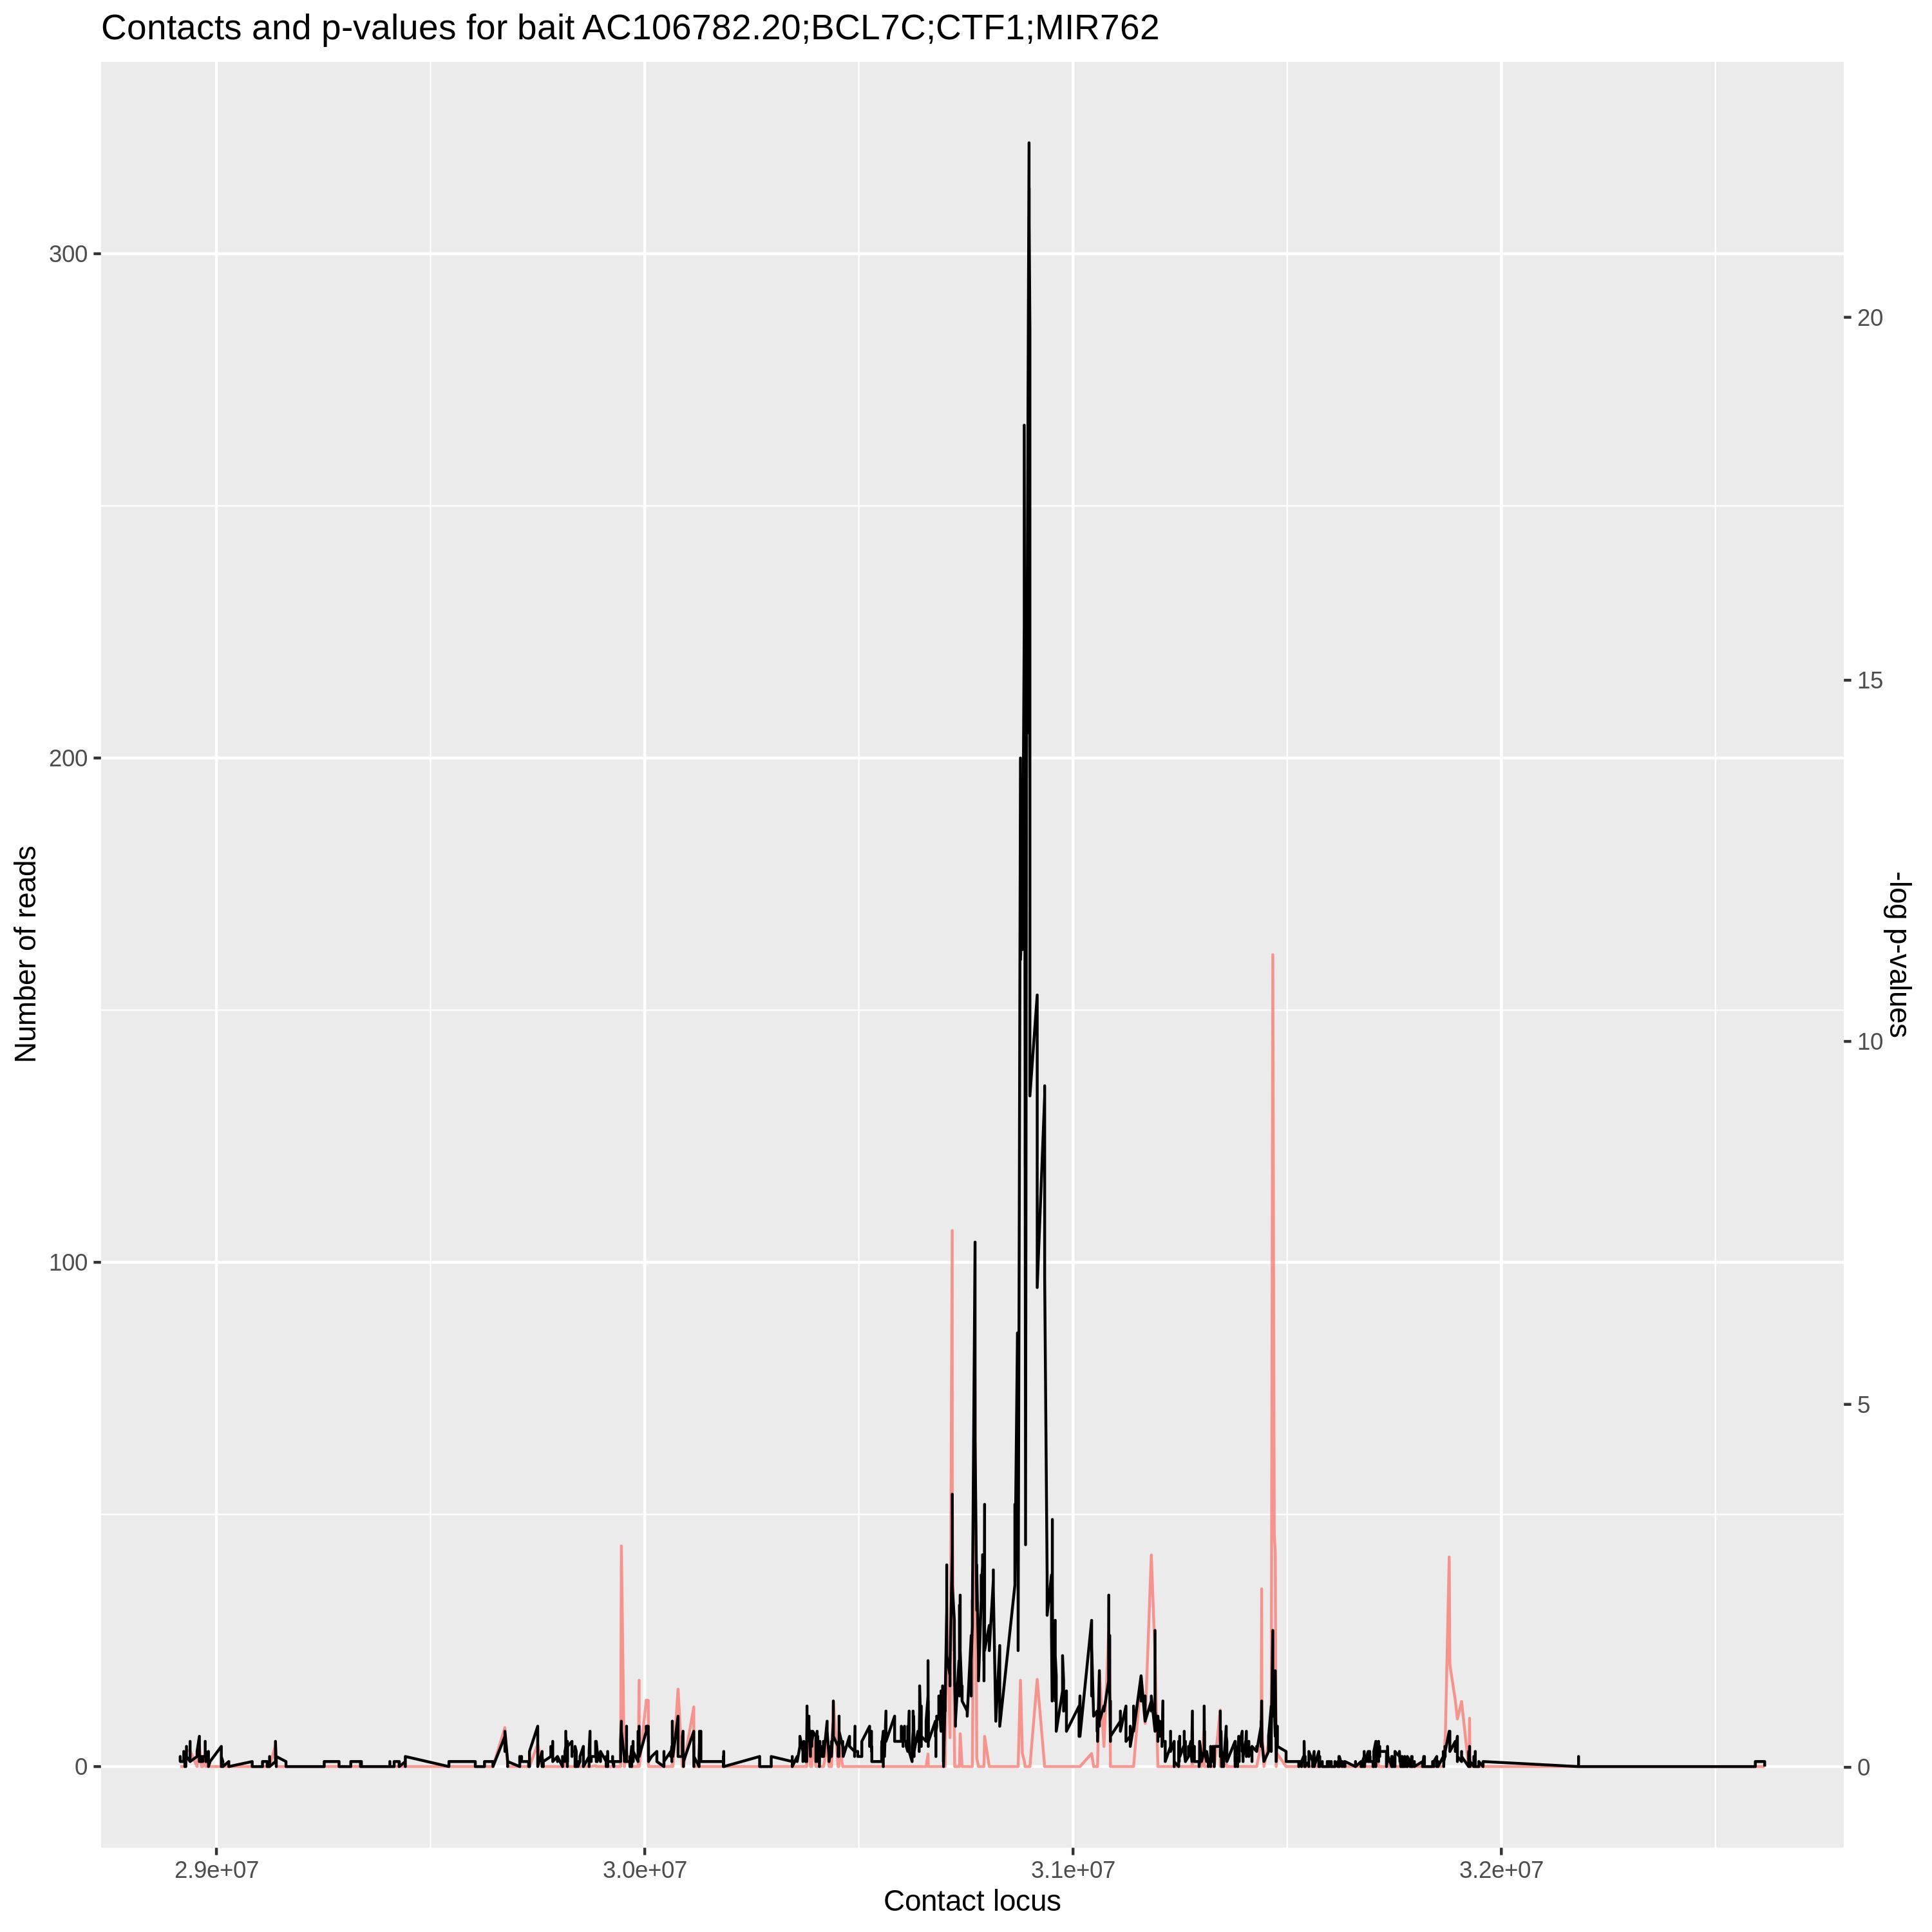 Contacts and p-values for bait AC106782.20;BCL7C;CTF1;MIR762
300
200
100
0
Number of reads
20
15
10
5
0
-log p-values
2.9e+07 3.0e+07 3.1e+07 3.2e+07
Contact locus